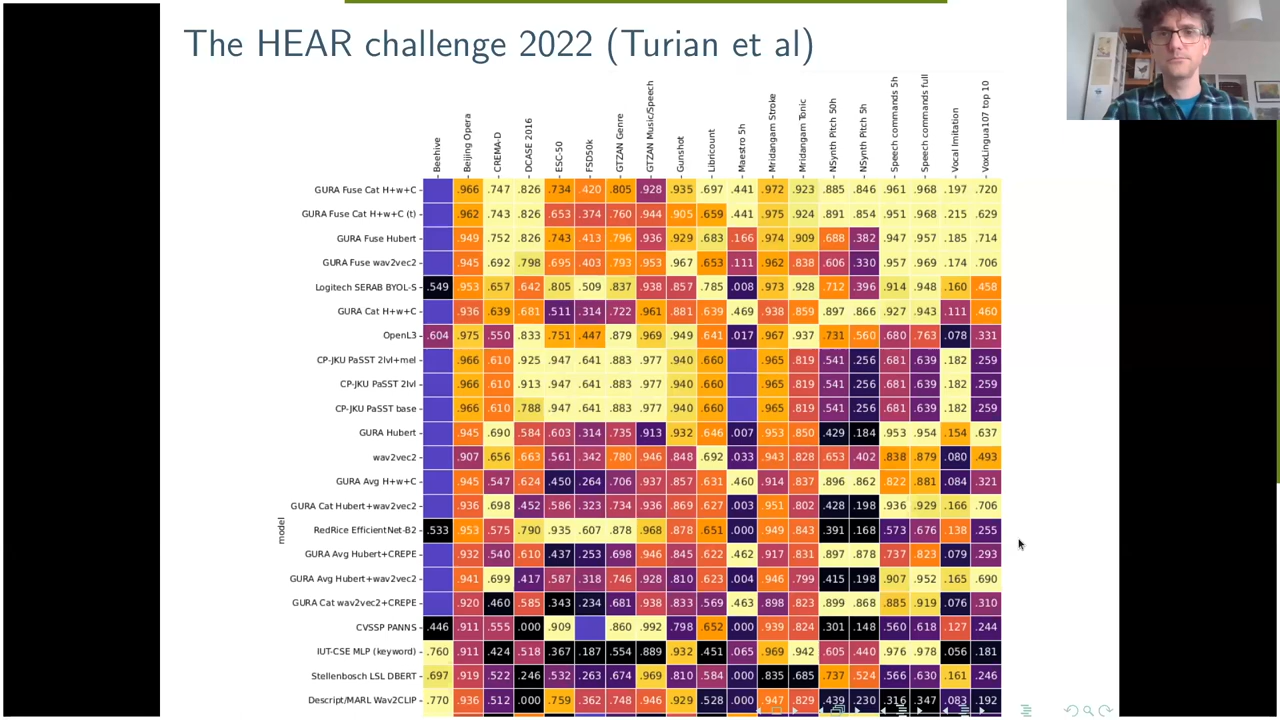 The HEAR challenge 2022 (Turian et al)
Beehive
Beijing Opera
CREMA-D
DCASE 2016
ESC-50
FSD50k
GTZAN Genre
GTZAN Music/Speech
Gunshot
Libricount
Maestro 5h
Mridangam Stroke
Mridangam Tonic
NSynth Pitch 50h
NSynth Pitch 5h
Speech commands 5h
Speech commands full
Vocal Imitation
VoxLingua107 top 10
model
GURA Fuse Cat H+w+C .966 .747 .826 .734 .420 .805 .928 .935 .697 .441 .972 .923 .885 .846 .961 .968 .197 .720
GURA Fuse Cat H+w+C (t) .962 .743 .826 .653 .374 .760 .944 .905 .659 .441 .975 .924 .891 .854 .951 .968 .215 .629
GURA Fuse Hubert .949 .752 .826 .743 .413 .796 .936 .929 .683 .166 .974 .909 .688 .382 .947 .957 .185 .714
GURA Fuse wav2vec2 .945 .692 .798 .695 .403 .793 .953 .967 .653 .111 .962 .838 .606 .330 .957 .969 .174 .706
Logitech SERAB BYOL-S .549 .953 .657 .642 .805 .509 .837 .938 .857 .785 .008 .973 .928 .712 .396 .914 .948 .160 .458
GURA Cat H+w+C .936 .639 .681 .511 .314 .722 .961 .881 .639 .469 .938 .859 .897 .866 .927 .943 .111 .460
OpenL3 .604 .975 .550 .833 .751 .447 .879 .969 .949 .641 .017 .967 .937 .731 .560 .680 .763 .078 .331
CP-JKU PaSST 2lvl+mel .966 .610 .925 .947 .641 .883 .977 .940 .660 .965 .819 .541 .256 .681 .639 .182 .259
CP-JKU PaSST 2lvl .966 .610 .913 .947 .641 .883 .977 .940 .660 .965 .819 .541 .256 .681 .639 .182 .259
CP-JKU PaSST base .966 .610 .788 .947 .641 .883 .977 .940 .660 .965 .819 .541 .256 .681 .639 .182 .259
GURA Hubert .945 .690 .584 .603 .314 .735 .913 .932 .646 .007 .953 .850 .429 .184 .953 .954 .154 .637
wav2vec2 .907 .656 .663 .561 .342 .780 .946 .848 .692 .033 .943 .828 .653 .402 .838 .879 .080 .493
GURA Avg H+w+C .945 .547 .624 .450 .264 .706 .937 .857 .631 .460 .914 .837 .896 .862 .822 .881 .084 .321
GURA Cat Hubert+wav2vec2 .936 .698 .452 .586 .323 .734 .936 .869 .627 .003 .951 .802 .428 .198 .936 .929 .166 .706
RedRice EfficientNet-B2 .533 .953 .575 .790 .935 .607 .878 .968 .878 .651 .000 .949 .843 .391 .168 .573 .676 .138 .255
GURA Avg Hubert+CREPE .932 .540 .610 .437 .253 .698 .946 .845 .622 .462 .917 .831 .897 .878 .737 .823 .079 .293
GURA Avg Hubert+wav2vec2 .941 .699 .417 .587 .318 .746 .928 .810 .623 .004 .946 .799 .415 .198 .907 .952 .165 .690
GURA Cat wav2vec2+CREPE .920 .460 .585 .343 .234 .681 .938 .833 .569 .463 .898 .823 .899 .868 .885 .919 .076 .310
CVSSP PANNS .446 .911 .555 .000 .909 .860 .992 .798 .652 .000 .939 .824 .301 .148 .560 .618 .127 .244
IUT-CSE MLP (keyword) .760 .911 .424 .518 .367 .187 .554 .889 .932 .451 .065 .969 .942 .605 .440 .976 .978 .056 .181
Stellenbosch LSL DBERT .697 .919 .522 .246 .532 .263 .674 .969 .810 .584 .000 .835 .685 .737 .524 .566 .630 .161 .246
Descript/MARL Wav2CLIP .770 .936 .512 .000 .759 .362 .748 .946 .929 .528 .000 .947 .829 .439 .230 .316 .347 .083 .192